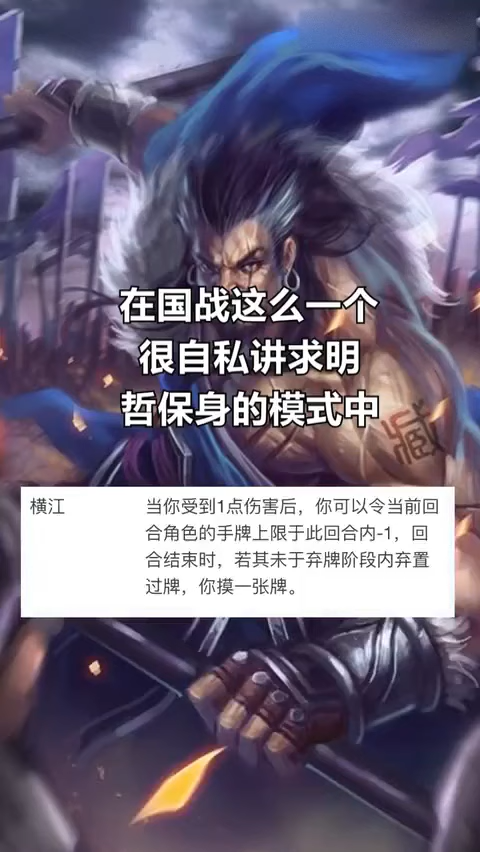 在国战这么一个
很自私讲求明
哲保身的模式中
臧
横江
当你受到1点伤害后，你可以令当前回
合角色的手牌上限于此回合内-1，回
合结束时，若其未于弃牌阶段内弃置
过牌，你摸一张牌。